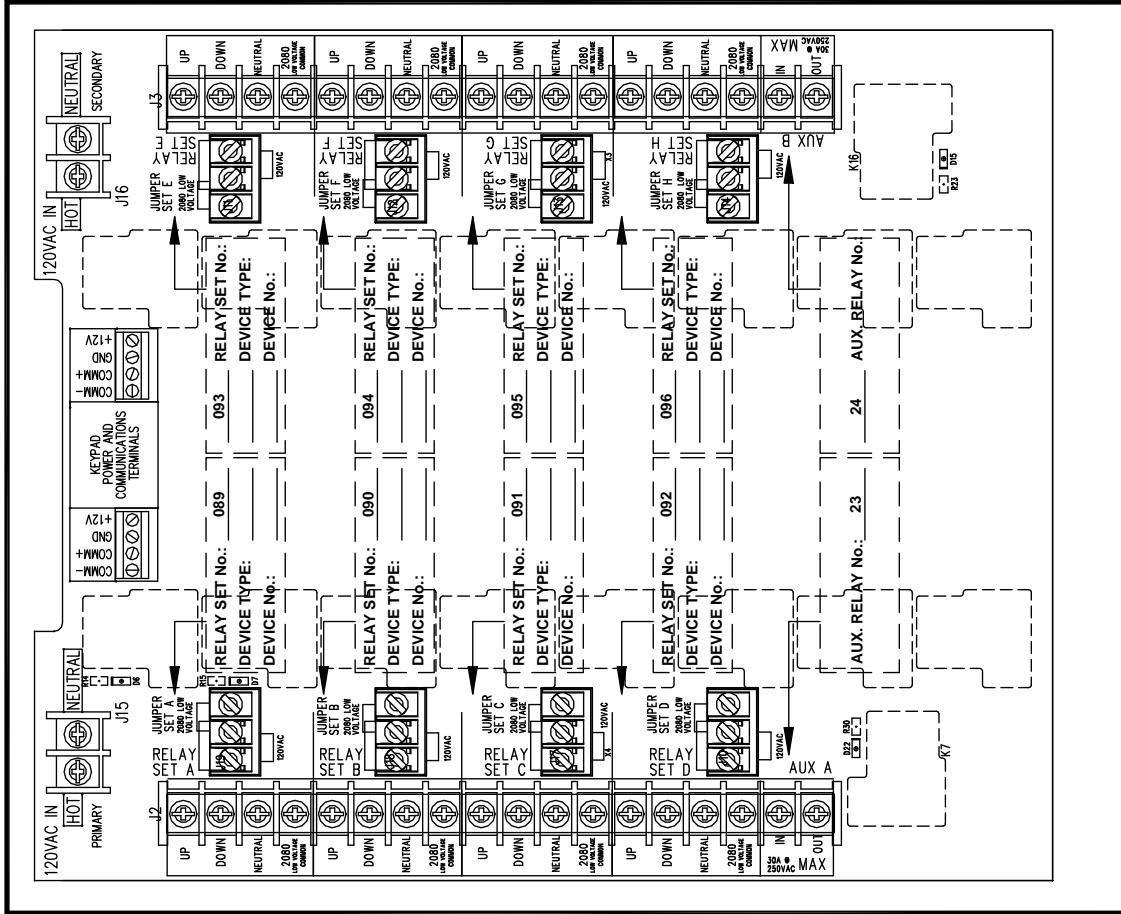 120VAC IN
HOT
NEUTRAL
SECONDARY
J16
J3
UP
DOWN
NEUTRAL
2080
LOW VOLTAGE
COMMON
UP
DOWN
NEUTRAL
2080
LOW VOLTAGE
COMMON
UP
DOWN
NEUTRAL
2080
LOW VOLTAGE
COMMON
UP
DOWN
NEUTRAL
2080
LOW VOLTAGE
COMMON
IN
OUT
MAX
30A @
250VAC
RELAY
SET E
JUMPER
SET E
2080 LOW
VOLTAGE
120VAC
RELAY
SET F
JUMPER
SET F
2080 LOW
VOLTAGE
J12
120VAC
RELAY
SET G
JUMPER
SET G
2080 LOW
VOLTAGE
120VAC
X3
RELAY
SET H
JUMPER
SET H
2080 LOW
VOLTAGE
120VAC
AUX B
K16
D15
R23
+12V
GND
COMM+
COMM-
KEYPAD
POWER AND
COMMUNICATIONS
TERMINALS
+12V
GND
COMM+
COMM-
RELAY SET No.: 093
DEVICE TYPE:
DEVICE No.:
RELAY SET No.: 094
DEVICE TYPE:
DEVICE No.:
RELAY SET No.: 095
DEVICE TYPE:
DEVICE No.:
RELAY SET No.: 096
DEVICE TYPE:
DEVICE No.:
AUX. RELAY No. 24
RELAY SET No.: 089
DEVICE TYPE:
DEVICE No.:
RELAY SET No.: 090
DEVICE TYPE:
DEVICE No.:
RELAY SET No.: 091
DEVICE TYPE:
DEVICE No.:
RELAY SET No.: 092
DEVICE TYPE:
DEVICE No.:
AUX. RELAY No.: 23
120VAC IN
HOT
NEUTRAL
PRIMARY
J15
R14
D6
R15
D7
JUMPER
SET A
2080 LOW
VOLTAGE
RELAY
SET A
120VAC
JUMPER
SET B
2080 LOW
VOLTAGE
RELAY
SET B
120VAC
JUMPER
SET C
2080 LOW
VOLTAGE
RELAY
SET C
120VAC
X4
JUMPER
SET D
2080 LOW
VOLTAGE
RELAY
SET D
120VAC
AUX A
D22
R30
K7
J2
UP
DOWN
NEUTRAL
2080
LOW VOLTAGE
COMMON
UP
DOWN
NEUTRAL
2080
LOW VOLTAGE
COMMON
UP
DOWN
NEUTRAL
2080
LOW VOLTAGE
COMMON
UP
DOWN
NEUTRAL
2080
LOW VOLTAGE
COMMON
IN
OUT
30A @
250VAC
MAX